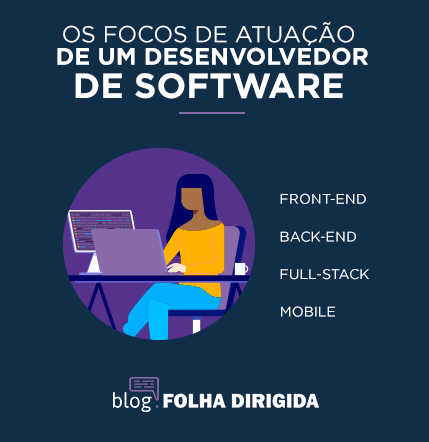 OS FOCOS DE ATUAÇÃO
DE UM DESENVOLVEDOR
DE SOFTWARE
FRONT-END
BACK-END
FULL-STACK
MOBILE
blog. FOLHA DIRIGIDA